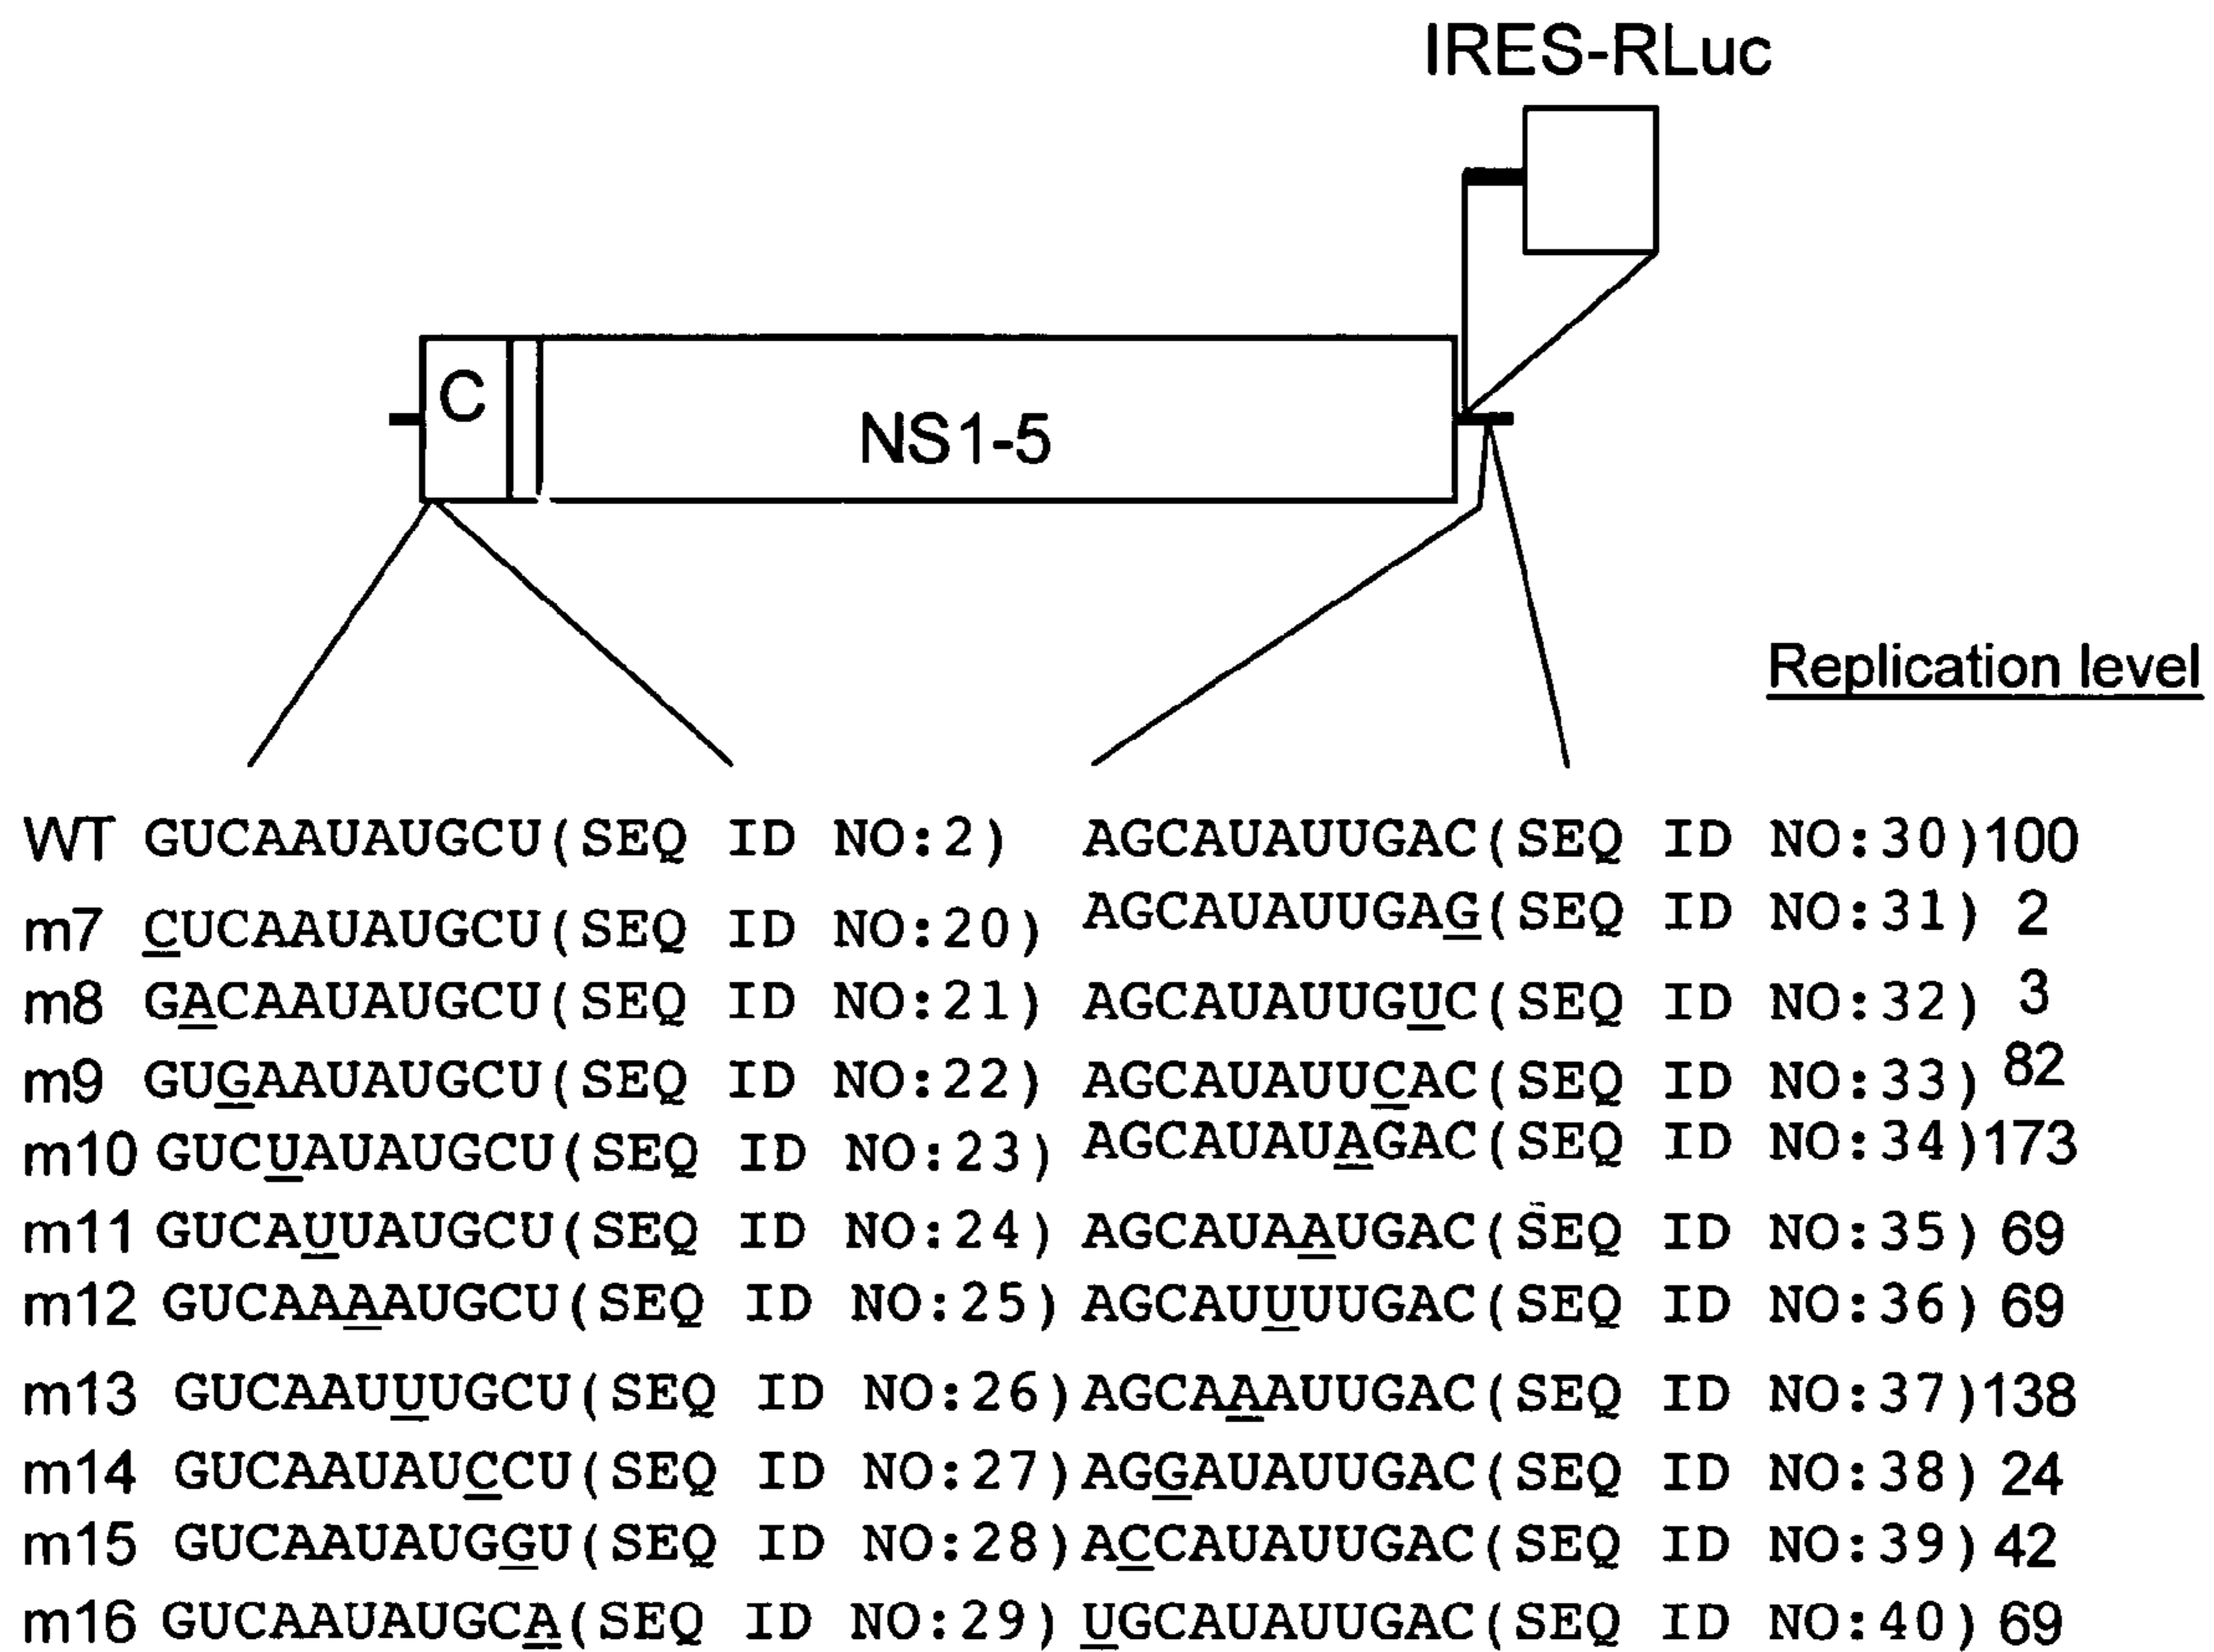 IRES-RLuc
C
NS1-5
Replication level
WT GUCAAUAUGCU(SEQ ID NO:2) AGCAUAUUGAC(SEQ ID NO:30)100
m7 CUCAAUAUGCU(SEQ ID NO:20) AGCAUAUUGAG(SEQ ID NO:31) 2
m8 GACAAUAUGCU(SEQ ID NO:21) AGCAUAUUGUC(SEQ ID NO:32) 3
m9 GUGAAUAUGCU(SEQ ID NO:22) AGCAUAUUCAC(SEQ ID NO:33) 82
m10 GUCUAUAUGCU(SEQ ID NO:23) AGCAUAUAGAC(SEQ ID NO:34)173
m11 GUCAUUAUGCU(SEQ ID NO:24) AGCAUAAUGAC(SEQ ID NO:35) 69
m12 GUCAAAAUGCU(SEQ ID NO:25) AGCAUUUUGAC(SEQ ID NO:36) 69
m13 GUCAAUUUGCU(SEQ ID NO:26)AGCAAAUUGAC(SEQ ID NO:37)138
m14 GUCAAUAUCCU(SEQ ID NO:27)AGGAUAUUGAC(SEQ ID NO:38) 24
m15 GUCAAUAUGGU(SEQ ID NO:28)ACCAUAUUGAC(SEQ ID NO:39) 42
m16 GUCAAUAUGCA(SEQ ID NO:29) UGCAUAUUGAC(SEQ ID NO:40) 69